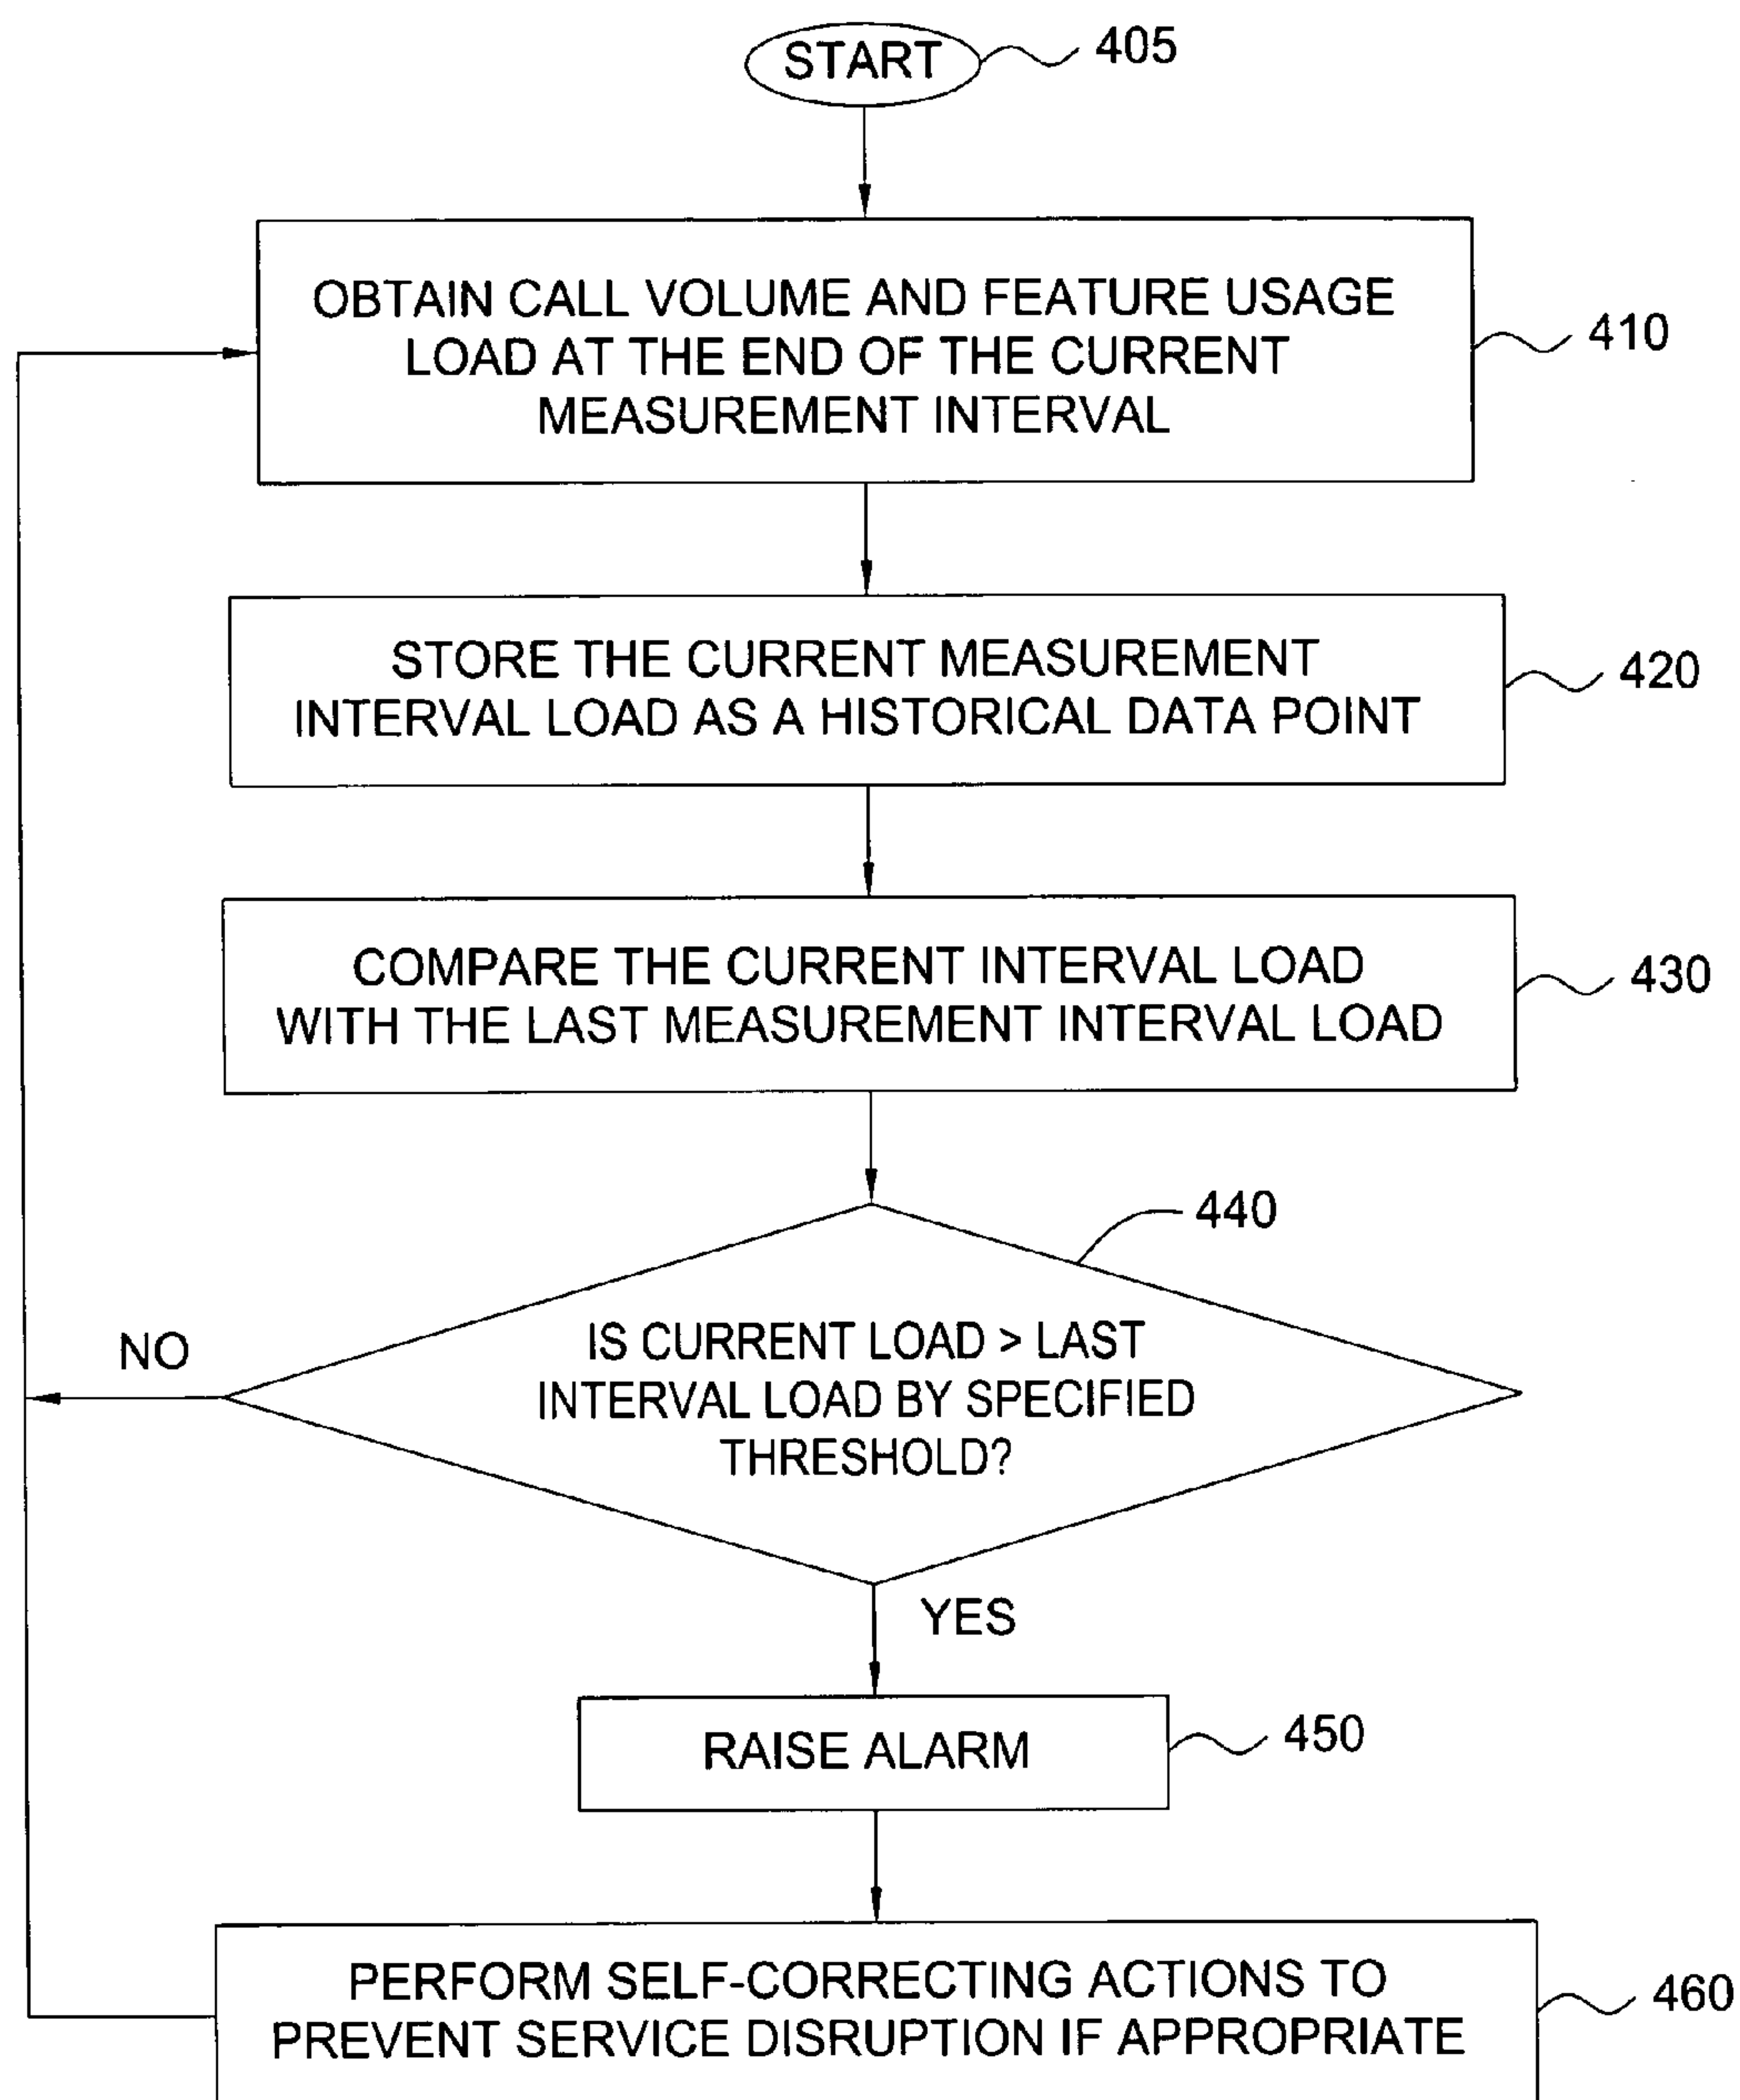 START
405
OBTAIN CALL VOLUME AND FEATURE USAGE
LOAD AT THE END OF THE CURRENT
MEASUREMENT INTERVAL
410
STORE THE CURRENT MEASUREMENT
INTERVAL LOAD AS A HISTORICAL DATA POINT
420
COMPARE THE CURRENT INTERVAL LOAD
WITH THE LAST MEASUREMENT INTERVAL LOAD
430
440
IS CURRENT LOAD > LAST
INTERVAL LOAD BY SPECIFIED
THRESHOLD?
NO
YES
RAISE ALARM
450
PERFORM SELF-CORRECTING ACTIONS TO
PREVENT SERVICE DISRUPTION IF APPROPRIATE
460